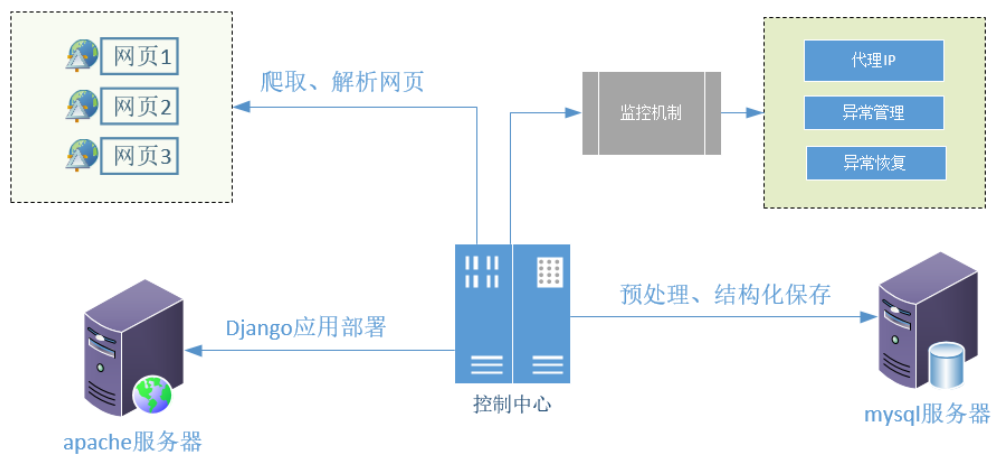 网页1
网页2
网页3
爬取、解析网页
监控机制
代理IP
异常管理
异常恢复
Django应用部署
预处理、结构化保存
控制中心
apache服务器
mysql服务器